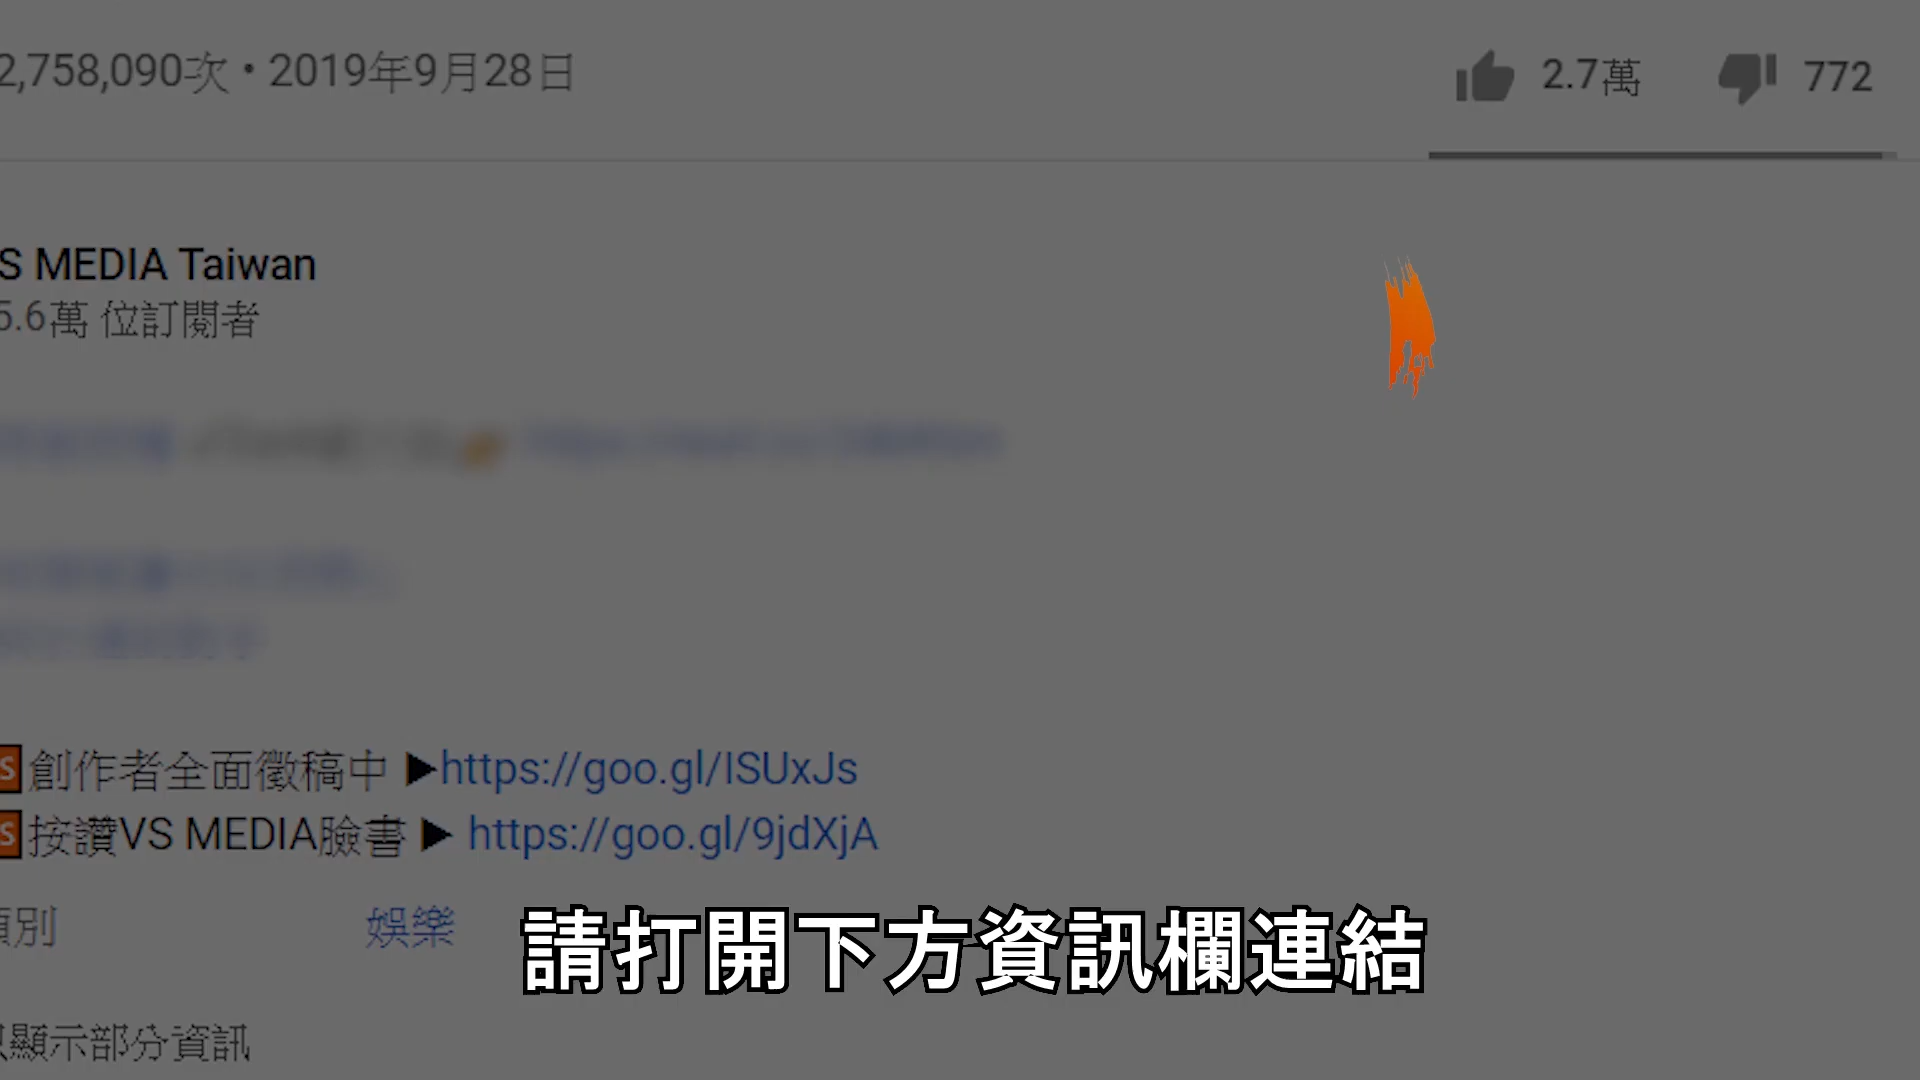 2,758,090次 • 2019年9月28日
2.7萬
772
S MEDIA Taiwan
5.6萬 位訂閱者
S創作者全面徵稿中 ▶https://goo.gl/ISUxJs
S按讚VS MEDIA臉書 ▶ https://goo.gl/9jdXjA
類別 娛樂
請打開下方資訊欄連結
只顯示部分資訊